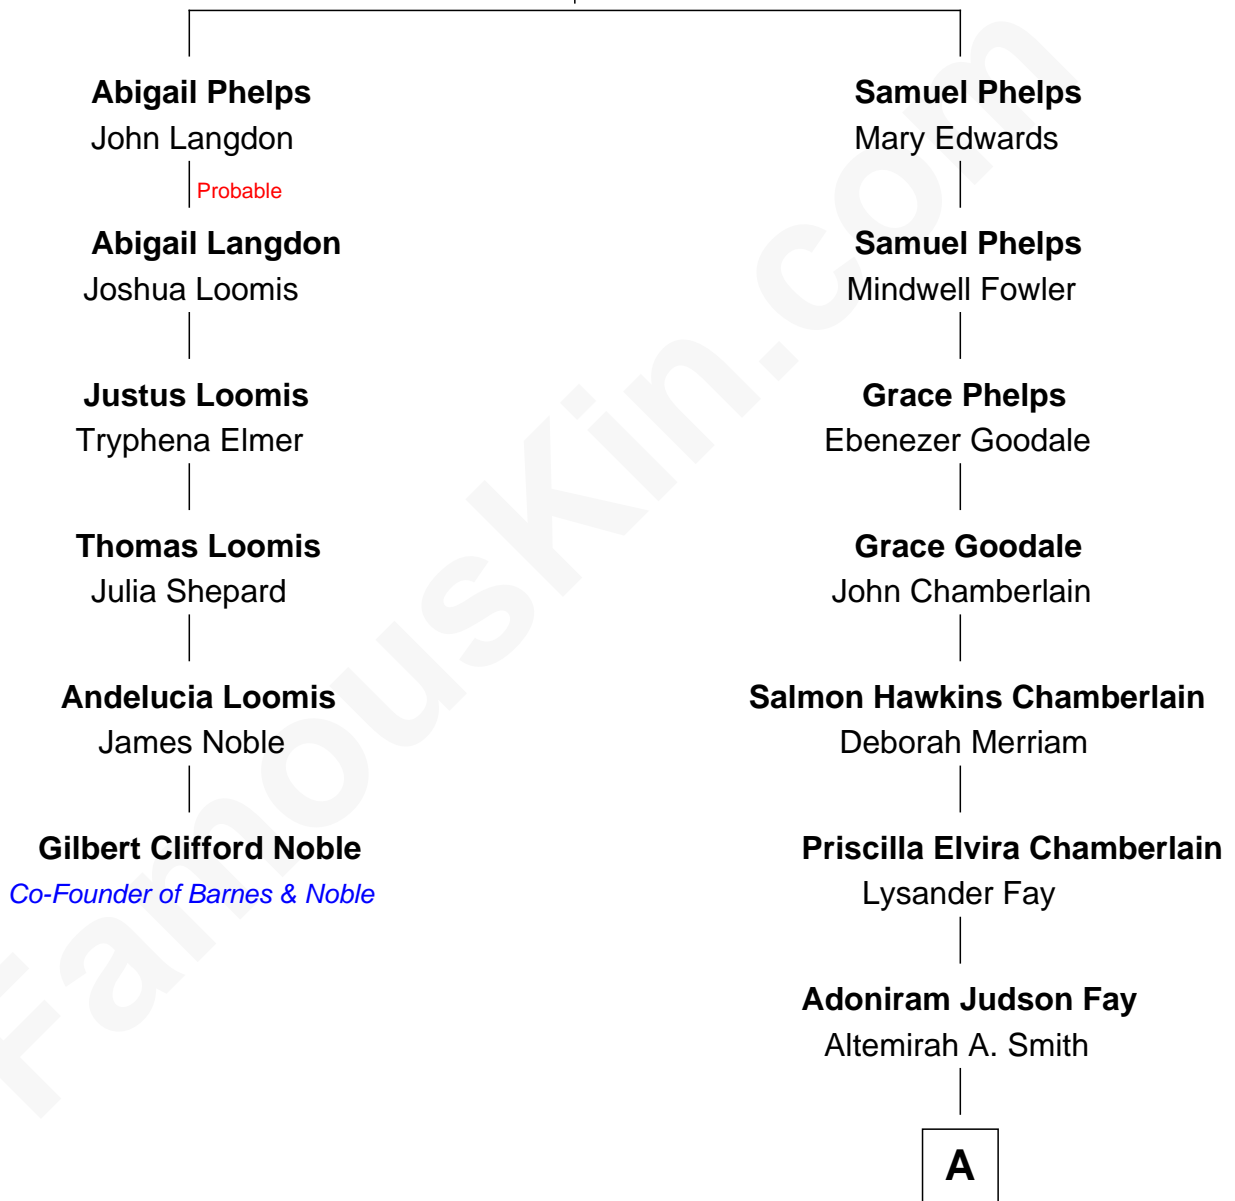 Abigail Phelps
John Langdon
Probable
Abigail Langdon
Joshua Loomis
Justus Loomis
Tryphena Elmer
Thomas Loomis
Julia Shepard
Andelucia Loomis
James Noble
Gilbert Clifford Noble
Co-Founder of Barnes & Noble
Samuel Phelps
Mary Edwards
Samuel Phelps
Mindwell Fowler
Grace Phelps
Ebenezer Goodale
Grace Goodale
John Chamberlain
Salmon Hawkins Chamberlain
Deborah Merriam
Priscilla Elvira Chamberlain
Lysander Fay
Adoniram Judson Fay
Altemirah A. Smith
A
FamousKin.com